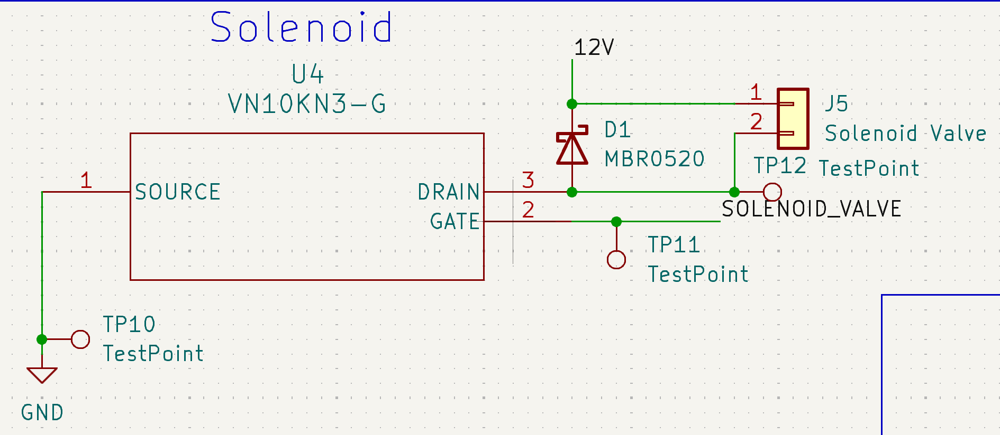 Solenoid
U4
VN10KN3-G
12V
1
2
J5
Solenoid Valve
D1
MBR0520
TP12 TestPoint
1
SOURCE
DRAIN
3
GATE
2
SOLENOID_VALVE
TP11
TestPoint
TP10
TestPoint
GND